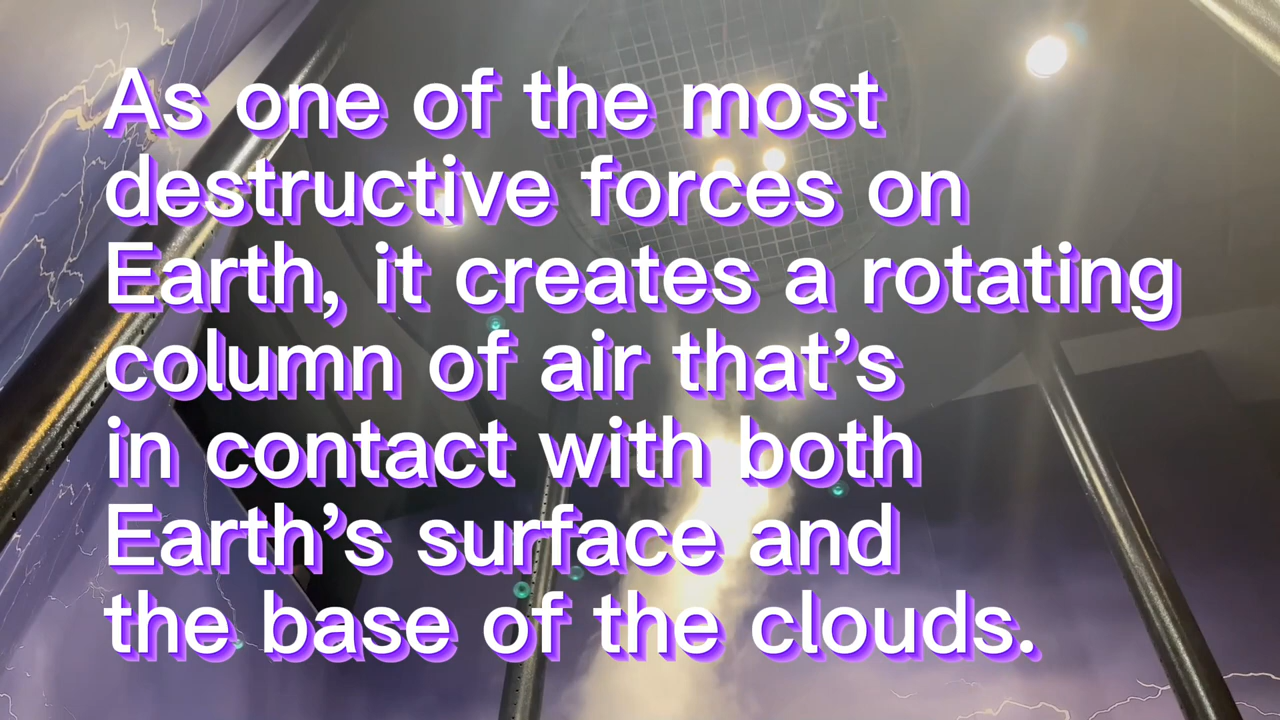 As one of the most
destructive forces on
Earth, it creates a rotating
column of air that’s
in contact with both
Earth’s surface and
the base of the clouds.